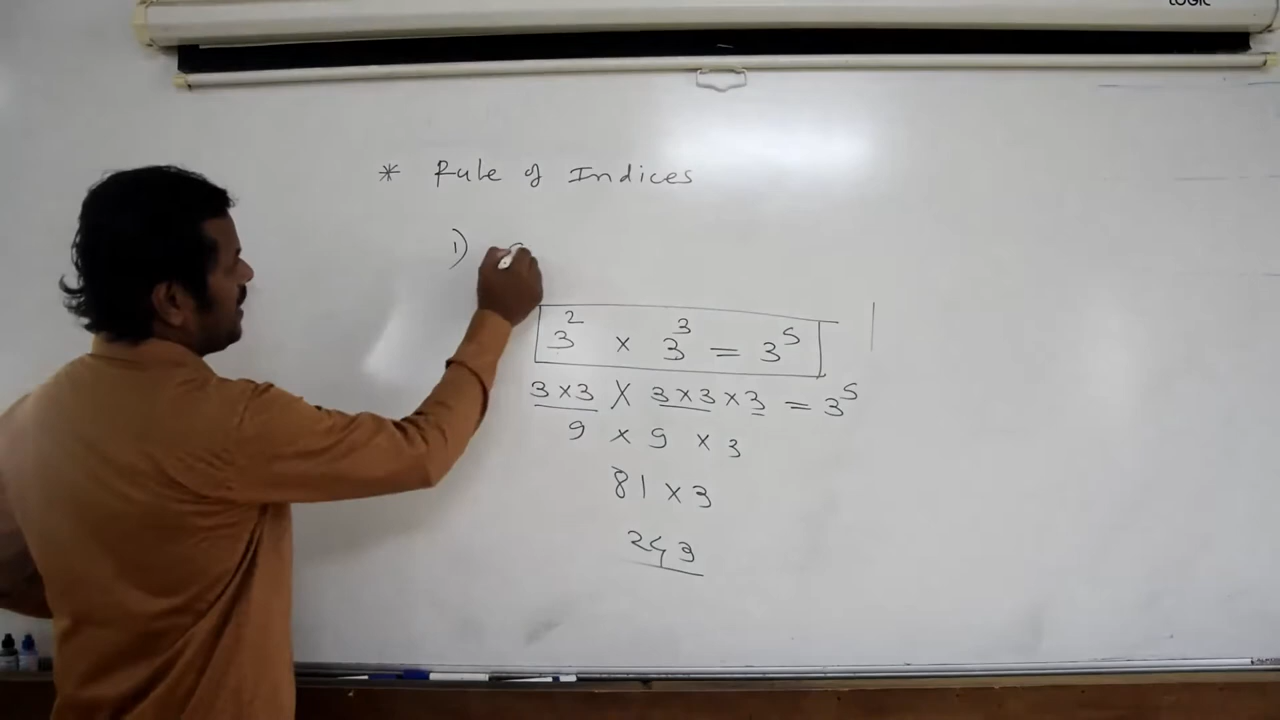 LOGIC
* Rule of Indices
1)
3² × 3³ = 3⁵
3×3 × 3×3×3 = 3⁵
9 × 9 × 3
81 × 3
243